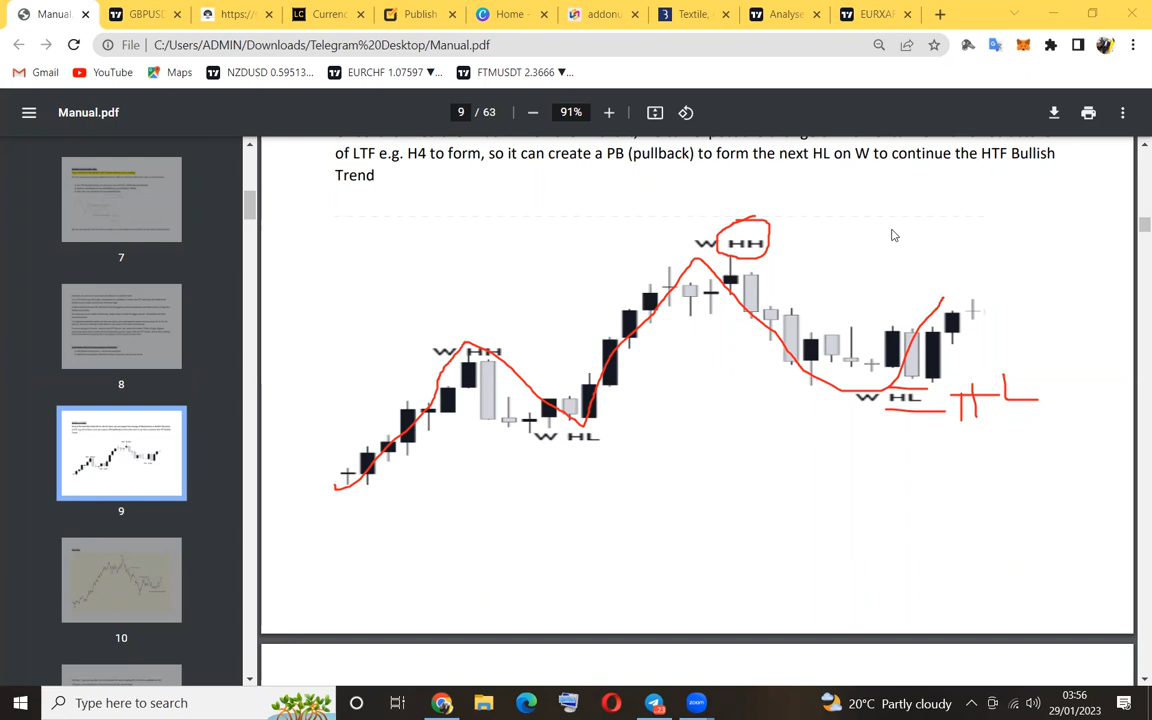 Manual.
GBPUSD
https://
LC Currenc
Publish
Home -
addonu
Textile,
Analyse
EURXAF
File C:/Users/ADMIN/Downloads/Telegram%20Desktop/Manual.pdf
Gmail YouTube Maps NZDUSD 0.59513... EURCHF 1.07597 ▼... FTMUSDT 2.3666 ▼...
Manual.pdf 9 / 63 91%
of LTF e.g. H4 to form, so it can create a PB (pullback) to form the next HL on W to continue the HTF Bullish
Trend
W HH
W HH
W HL
W HL
HL
7
8
9
10
Type here to search
20°C Partly cloudy
03:56
29/01/2023